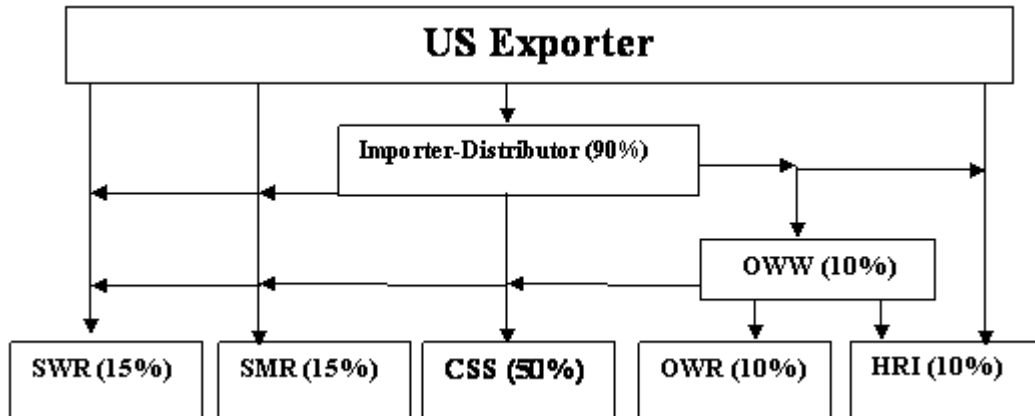 US Exporter
Importer-Distributor (90%)
OWW (10%)
SWR (15%)
SMR (15%)
CSS (50%)
OWR (10%)
HRI (10%)